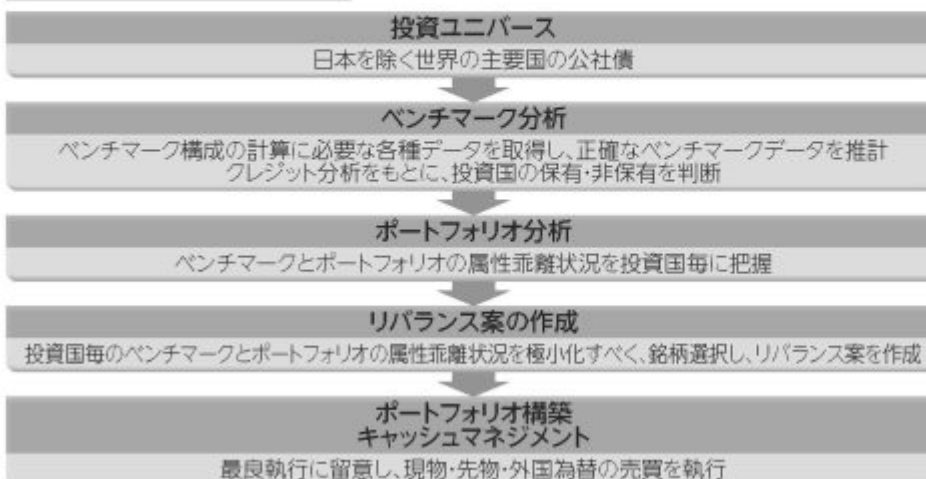 投資ユニバース
日本を除く世界の主要国の公社債
ベンチマーク分析
ベンチマーク構成の計算に必要な各種データを取得し、正確なベンチマークデータを推計
クレジット分析をもとに、投資国の保有・非保有を判断
ポートフォリオ分析
ベンチマークとポートフォリオの属性乖離状況を投資国毎に把握
リバランス案の作成
投資国毎のベンチマークとポートフォリオの属性乖離状況を極小化すべく、銘柄選択し、リバランス案を作成
ポートフォリオ構築
キャッシュマネジメント
最良執行に留意し、現物・先物・外国為替の売買を執行